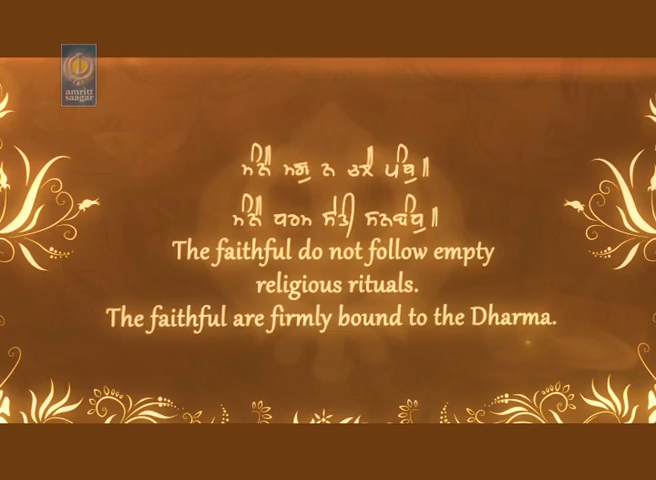 amritt
saagar
ਮੰਨੈ ਮਗੁ ਨ ਚਲੈ ਪੰਥੁ॥
ਮੰਨੈ ਧਰਮ ਸੇਤੀ ਸਨਬੰਧੁ॥
The faithful do not follow empty
religious rituals.
The faithful are firmly bound to the Dharma.